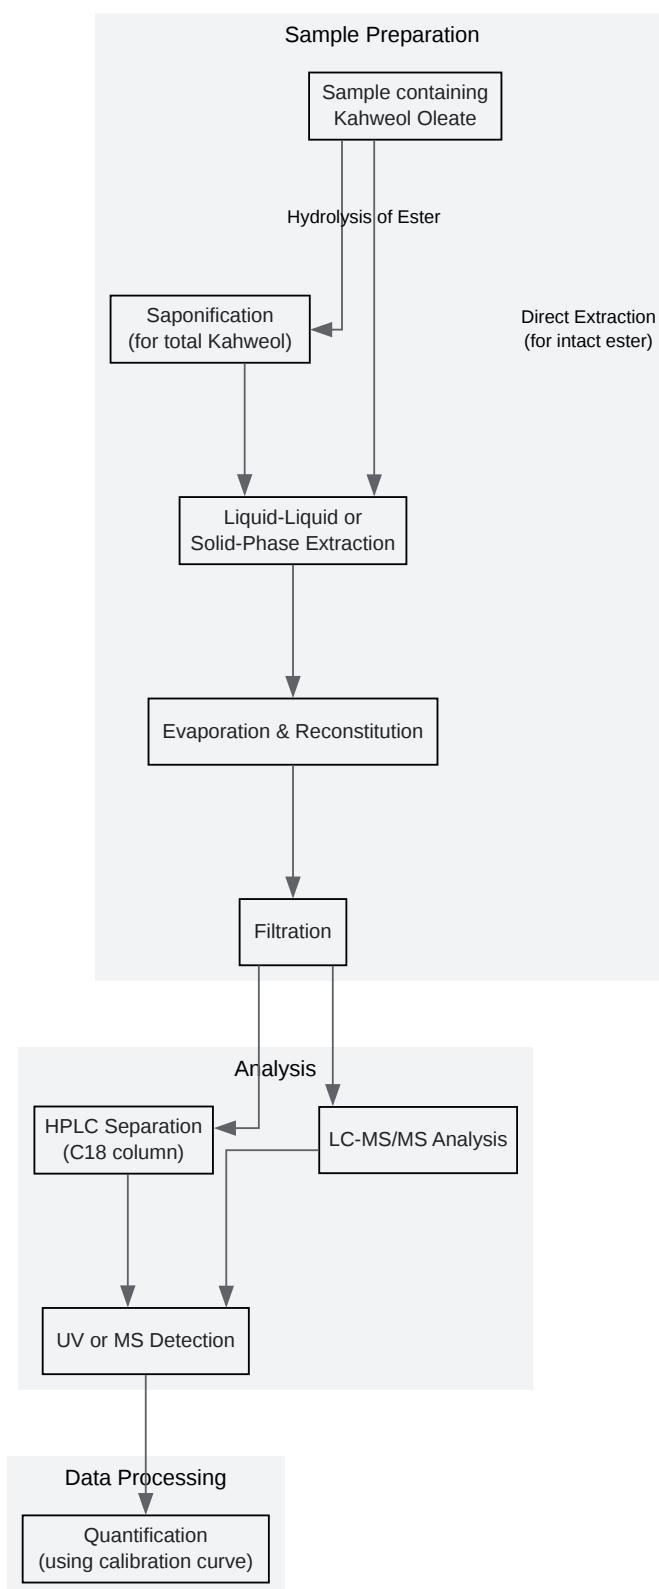 Sample Preparation
Sample containing
Kahweol Oleate
Hydrolysis of Ester
Saponification
(for total Kahweol)
Direct Extraction
(for intact ester)
Liquid-Liquid or
Solid-Phase Extraction
Evaporation & Reconstitution
Filtration
Analysis
HPLC Separation
(C18 column)
LC-MS/MS Analysis
UV or MS Detection
Data Processing
Quantification
(using calibration curve)